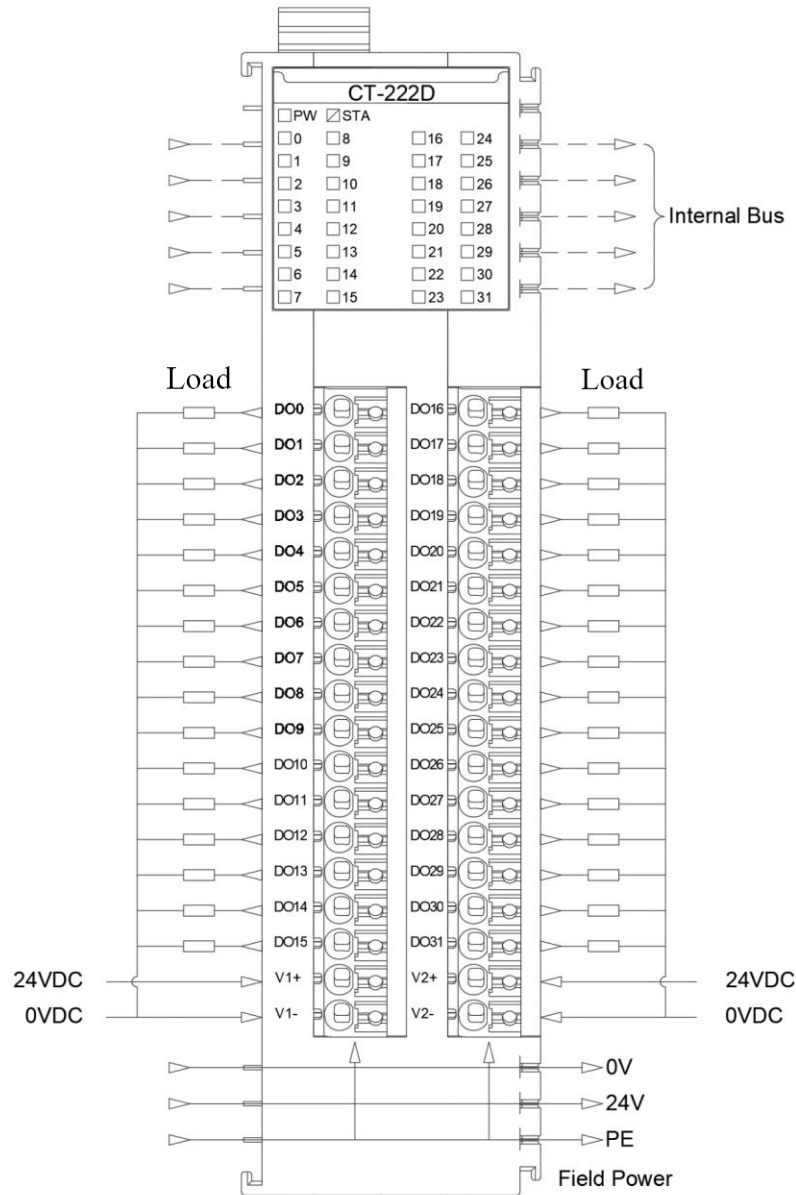 CT-222D
PW STA
0 8 16 24
1 9 17 25
2 10 18 26
3 11 19 27
4 12 20 28
5 13 21 29
6 14 22 30
7 15 23 31
Internal Bus
Load Load
DO0 DO16
DO1 DO17
DO2 DO18
DO3 DO19
DO4 DO20
DO5 DO21
DO6 DO22
DO7 DO23
DO8 DO24
DO9 DO25
DO10 DO26
DO11 DO27
DO12 DO28
DO13 DO29
DO14 DO30
DO15 DO31
24VDC V1+ V2+ 24VDC
0VDC V1- V2- 0VDC
0V
24V
PE
Field Power